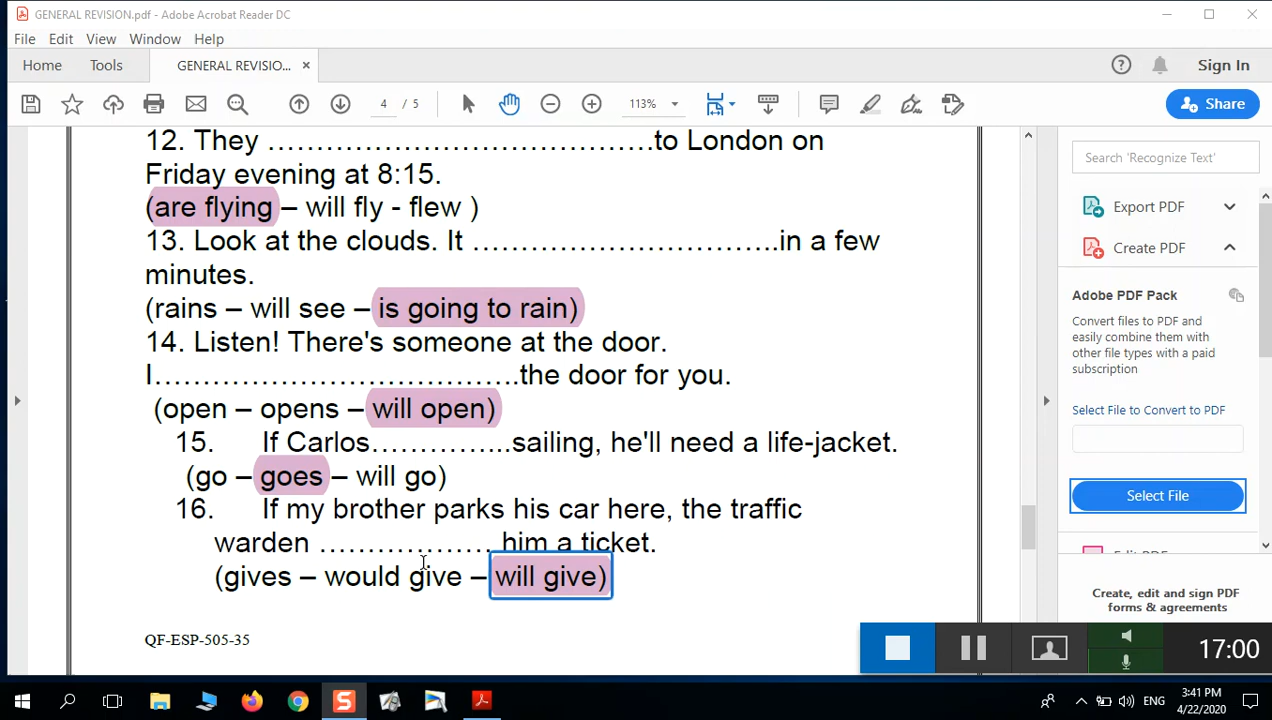 GENERAL REVISION.pdf - Adobe Acrobat Reader DC
File Edit View Window Help
Home Tools GENERAL REVISIO... × Sign In
4 / 5 113% Share
12. They …………………………………….to London on
Friday evening at 8:15.
(are flying – will fly - flew )
13. Look at the clouds. It …………………………..in a few
minutes.
(rains – will see – is going to rain)
14. Listen! There's someone at the door.
I……………………………….the door for you.
(open – opens – will open)
15. If Carlos…………...sailing, he'll need a life-jacket.
(go – goes – will go)
16. If my brother parks his car here, the traffic
warden ………………. him a ticket.
(gives – would give – will give)
QF-ESP-505-35
Search 'Recognize Text'
Export PDF
Create PDF
Adobe PDF Pack
Convert files to PDF and
easily combine them with
other file types with a paid
subscription
Select File to Convert to PDF
Select File
Edit PDF
Create, edit and sign PDF
forms & agreements
17:00
ENG 3:41 PM
4/22/2020